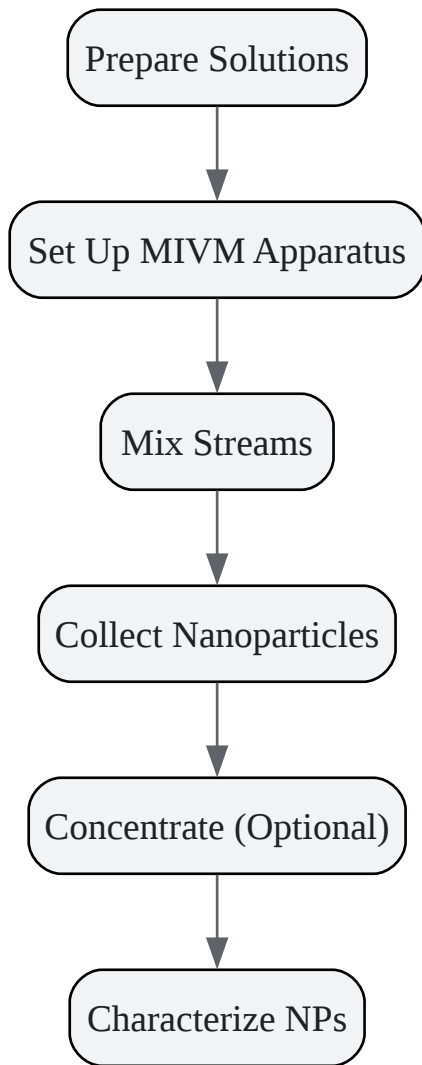 Prepare Solutions
Set Up MIVM Apparatus
Mix Streams
Collect Nanoparticles
Concentrate (Optional)
Characterize NPs